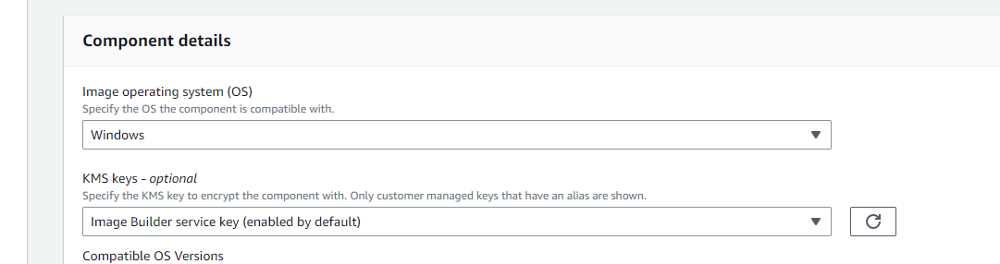 Component details
Image operating system (OS)
Specify the OS the component is compatible with.
Windows
KMS keys - optional
Specify the KMS key to encrypt the component with. Only customer managed keys that have an alias are shown.
Image Builder service key (enabled by default)
Compatible OS Versions